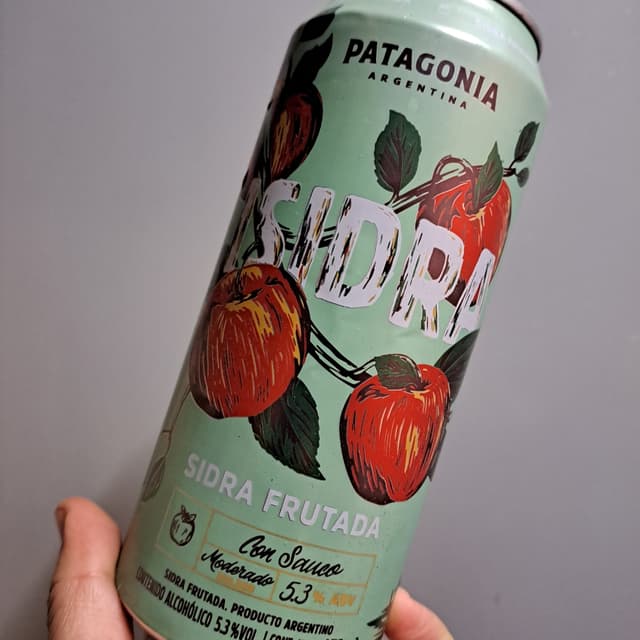 PATAGONIA
ARGENTINA
SIDRA
SIDRA FRUTADA
Con Sauco
Moderado
5.3 % ABV
SIDRA FRUTADA. PRODUCTO ARGENTINO
CONTENIDO ALCOHÓLICO 5.3%VOL